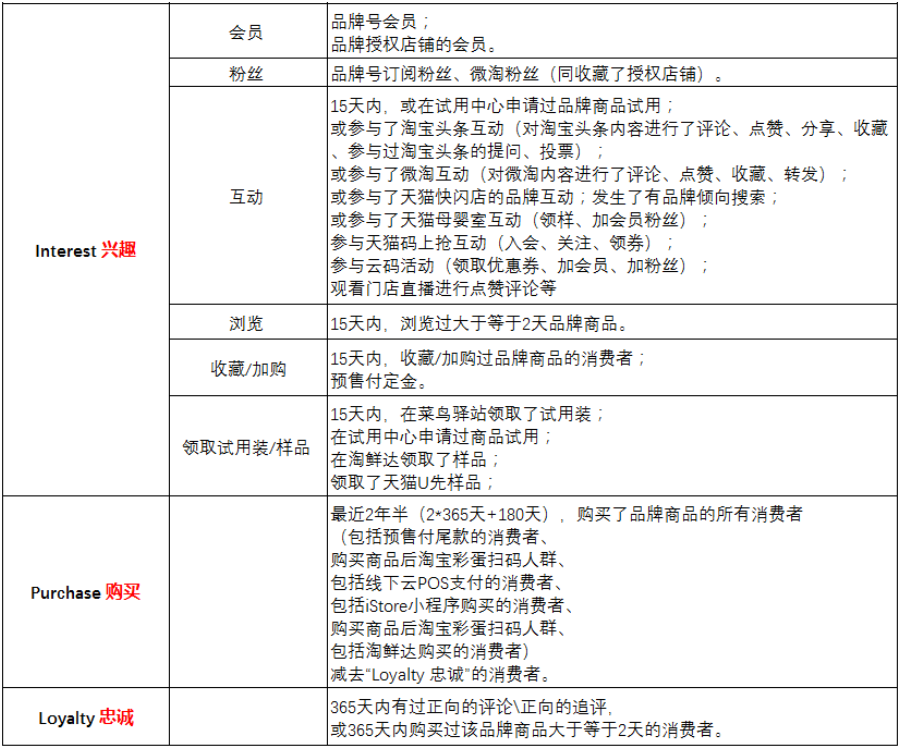 Interest 兴趣
会员
品牌号会员；
品牌授权店铺的会员。
粉丝
品牌号订阅粉丝、微淘粉丝（同收藏了授权店铺）。
互动
15天内，或在试用中心申请过品牌商品试用；
或参与了淘宝头条互动（对淘宝头条内容进行了评论、点赞、分享、收藏
、参与过淘宝头条的提问、投票）；
或参与了微淘互动（对微淘内容进行了评论、点赞、收藏、转发）；
或参与了天猫快闪店的品牌互动；发生了有品牌倾向搜索；
或参与了天猫母婴室互动（领样、加会员粉丝）；
参与天猫码上抢互动（入会、关注、领券）；
参与云码活动（领取优惠券、加会员、加粉丝）；
观看门店直播进行点赞评论等
浏览
15天内，浏览过大于等于2天品牌商品。
收藏/加购
15天内，收藏/加购过品牌商品的消费者；
预售付定金。
领取试用装/样品
15天内，在菜鸟驿站领取了试用装；
在试用中心申请过商品试用；
在淘鲜达领取了样品；
领取了天猫U先样品；
Purchase 购买
最近2年半（2*365天+180天），购买了品牌商品的所有消费者
（包括预售付尾款的消费者、
购买商品后淘宝彩蛋扫码人群、
包括线下云POS支付的消费者、
包括iStore小程序购买的消费者、
购买商品后淘宝彩蛋扫码人群、
包括淘鲜达购买的消费者）
减去“Loyalty 忠诚”的消费者。
Loyalty 忠诚
365天内有过正向的评论\正向的追评，
或365天内购买过该品牌商品大于等于2天的消费者。